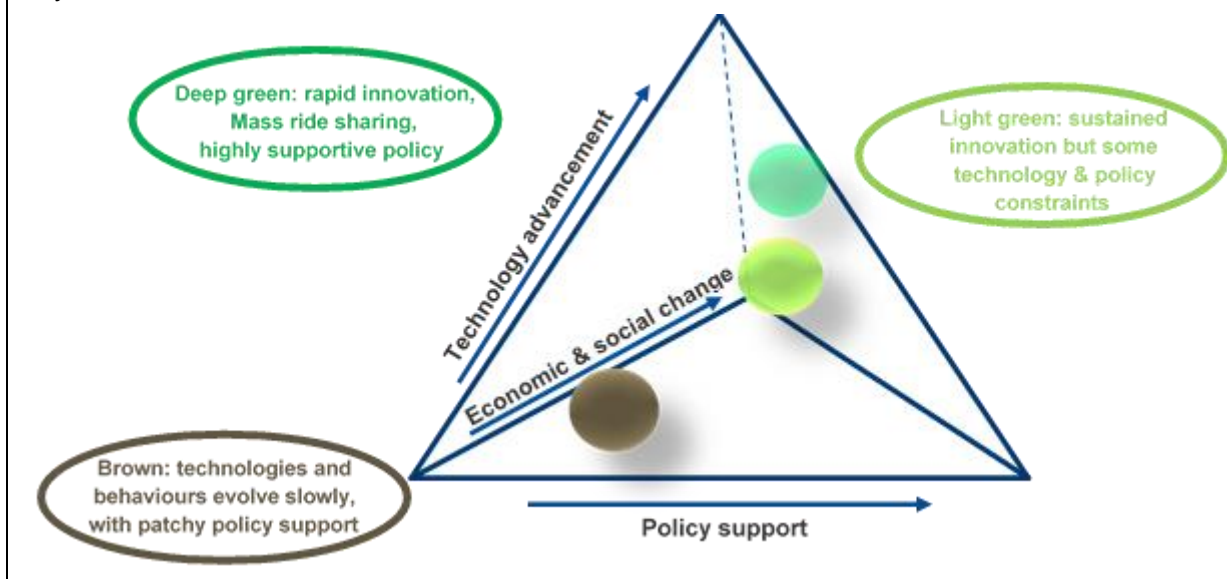 Deep green: rapid innovation,
Mass ride sharing,
highly supportive policy
Light green: sustained
innovation but some
technology & policy
constraints
Technology advancement
Economic & social change
Brown: technologies and
behaviours evolve slowly,
with patchy policy support
Policy support